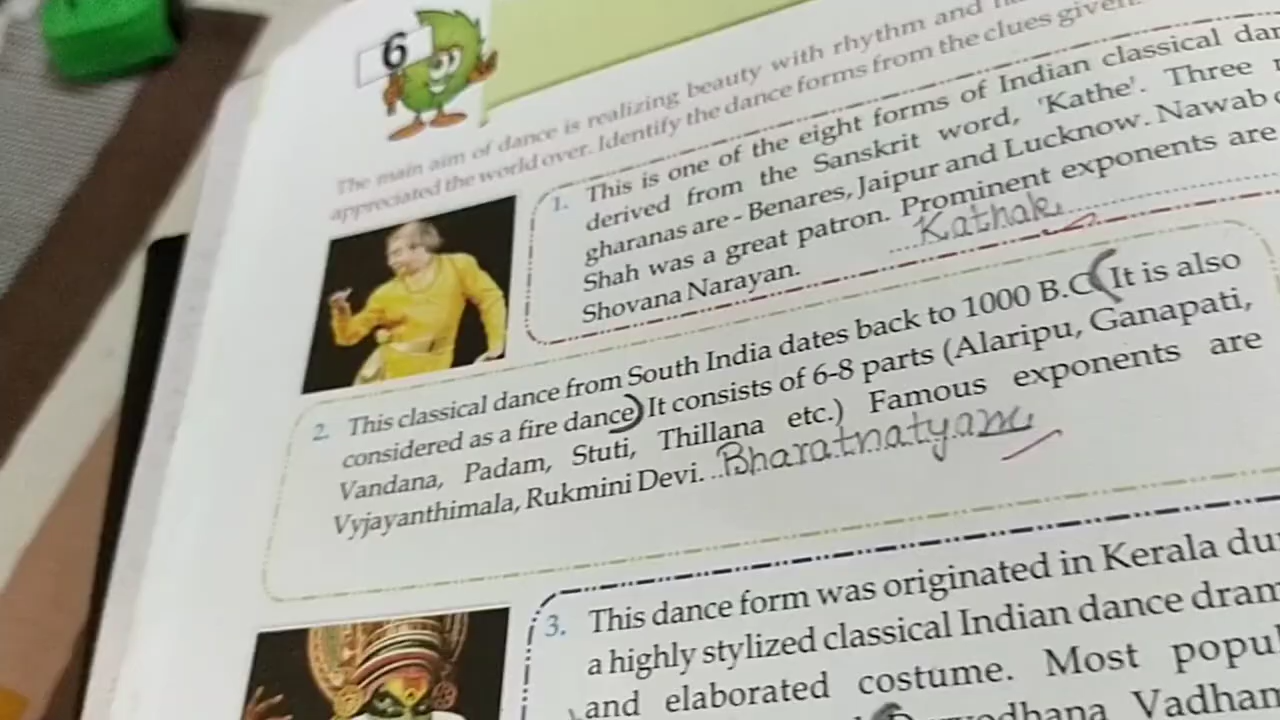 6
The main aim of dance is realizing beauty with rhythm and
appreciated the world over. Identify the dance forms from the clues given.
1. This is one of the eight forms of Indian classical
derived from the Sanskrit word, 'Kathe'. Three
gharanas are - Benares, Jaipur and Lucknow. Nawab
Shah was a great patron. Prominent exponents are
Shovana Narayan. Kathak
2. This classical dance from South India dates back to 1000 B.C. It is also
considered as a fire dance. It consists of 6-8 parts (Alaripu, Ganapati,
Vandana, Padam, Stuti, Thillana etc.) Famous exponents are
Vyjayanthimala, Rukmini Devi. Bharatnatyam
3. This dance form was originated in Kerala
a highly stylized classical Indian dance
and elaborated costume. Most
Vadham